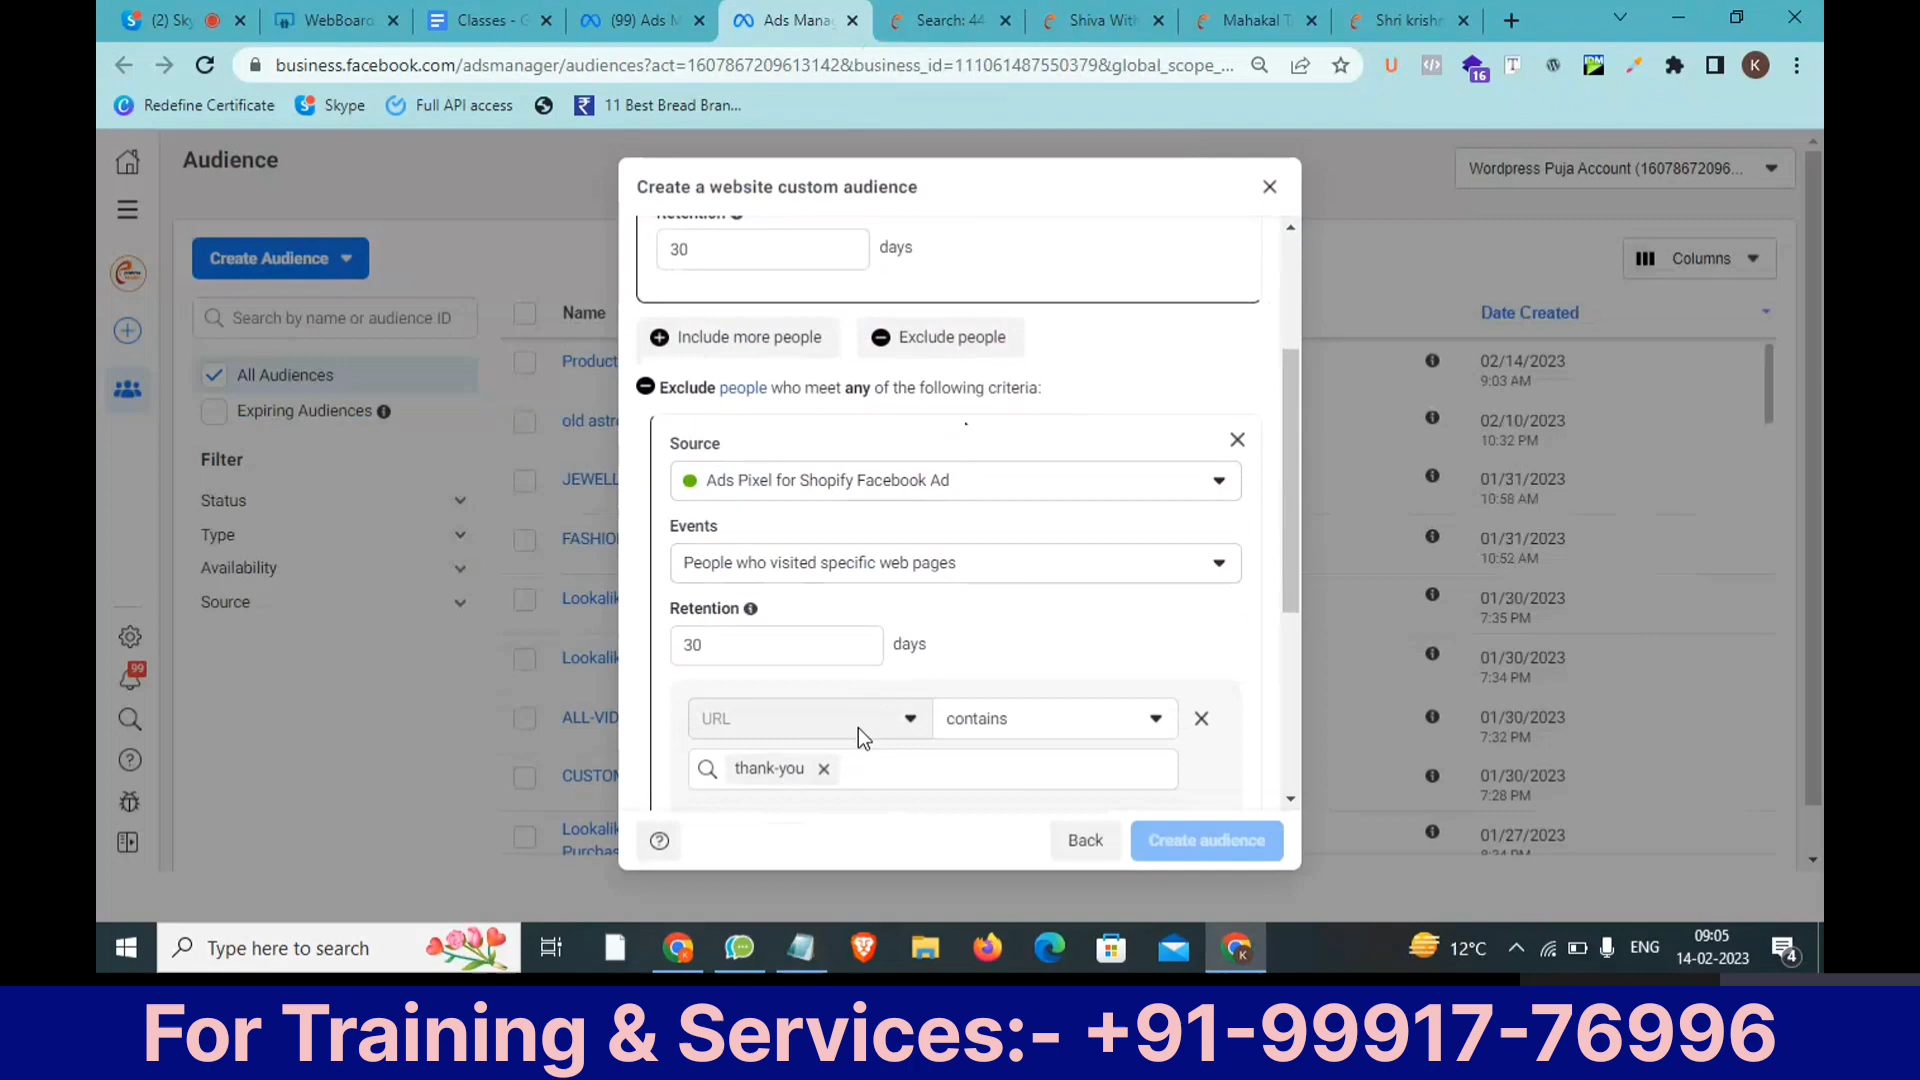 (2) Sky
WebBoard
Classes - G
(99) Ads M
Ads Mana
Search: 44
Shiva With
Mahakal T
Shri krishn
business.facebook.com/adsmanager/audiences?act=1607867209613142&business_id=111061487550379&global_scope_...
16
K
Redefine Certificate
Skype
Full API access
11 Best Bread Bran...
Audience
Wordpress Puja Account (16078672096...
Create Audience
Columns
Search by name or audience ID
Name
Date Created
All Audiences
Expiring Audiences
Filter
Status
Type
Availability
Source
99
Product
02/14/2023
9:03 AM
old astr
02/10/2023
10:32 PM
JEWELL
01/31/2023
10:58 AM
FASHIO
01/31/2023
10:52 AM
Lookalik
01/30/2023
7:35 PM
Lookalik
01/30/2023
7:34 PM
ALL-VID
01/30/2023
7:32 PM
CUSTOM
01/30/2023
7:28 PM
Lookalik
Purchas
01/27/2023
Create a website custom audience
Retention
30 days
Include more people
Exclude people
Exclude people who meet any of the following criteria:
Source
Ads Pixel for Shopify Facebook Ad
Events
People who visited specific web pages
Retention
30 days
URL
contains
thank-you
Back
Create audience
Type here to search
12°C
ENG
09:05
14-02-2023
4
For Training & Services:- +91-99917-76996